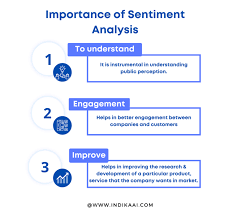 Importance of Sentiment
Analysis
1
To understand
It is instrumental in understanding
public perception.
2
Engagement
Helps in better engagement between
companies and customers
3
Improve
Helps in improving the research &
development of a particular product,
service that the company wants in market.
@WWW.INDIKAAI.COM